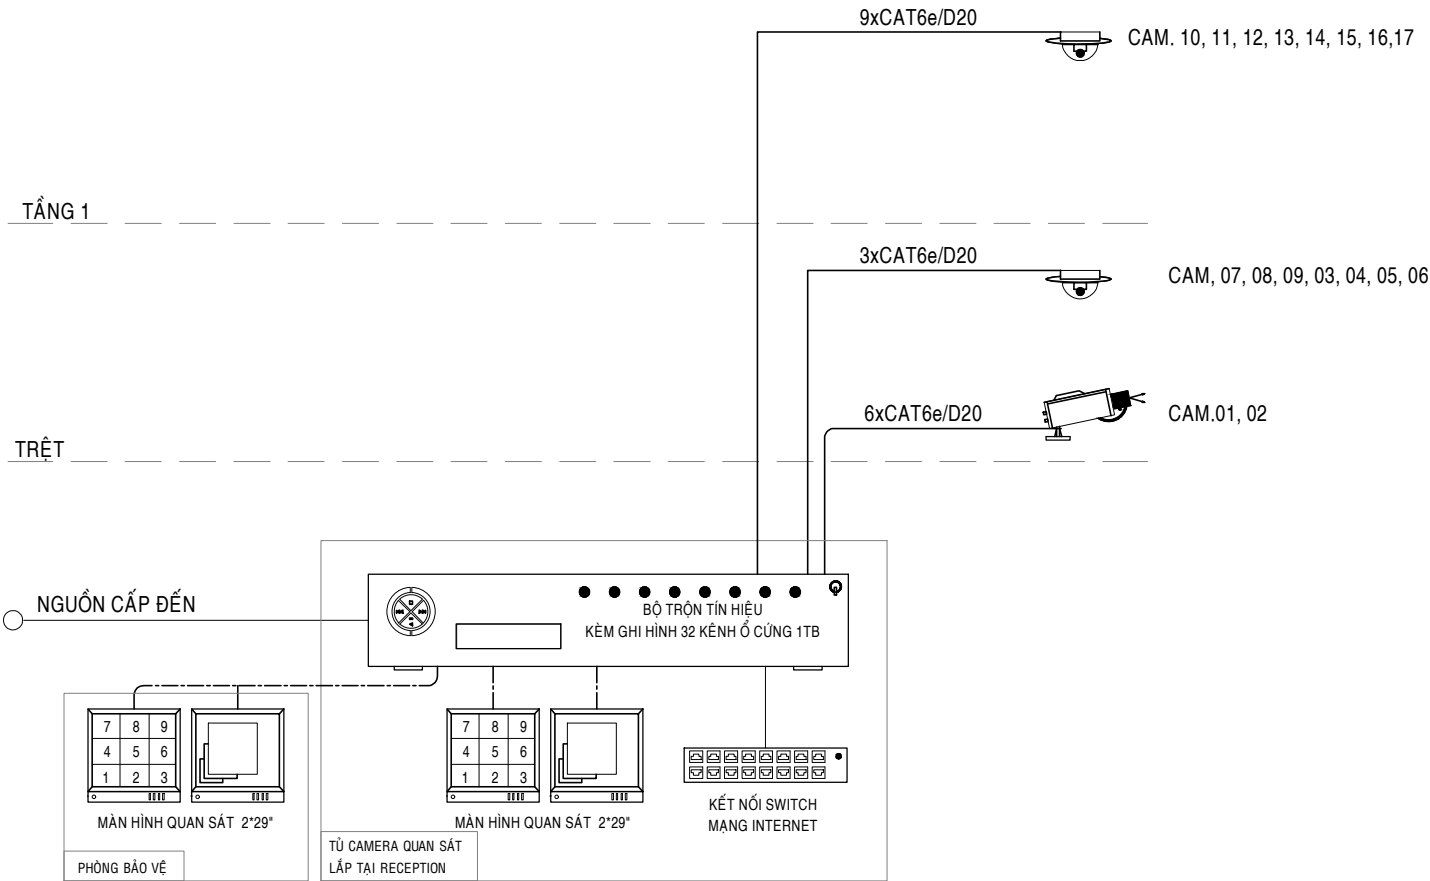 9xCAT6e/D20
CAM. 10, 11, 12, 13, 14, 15, 16,17
TẦNG 1
3xCAT6e/D20
CAM, 07, 08, 09, 03, 04, 05, 06
6xCAT6e/D20
CAM.01, 02
TRỆT
NGUỒN CẤP ĐẾN
BỘ TRỘN TÍN HIỆU
KÈM GHI HÌNH 32 KÊNH Ổ CỨNG 1TB
7 8 9
4 5 6
1 2 3
MÀN HÌNH QUAN SÁT 2*29"
PHÒNG BẢO VỆ
7 8 9
4 5 6
1 2 3
MÀN HÌNH QUAN SÁT 2*29"
KẾT NỐI SWITCH
MẠNG INTERNET
TỦ CAMERA QUAN SÁT
LẮP TẠI RECEPTION